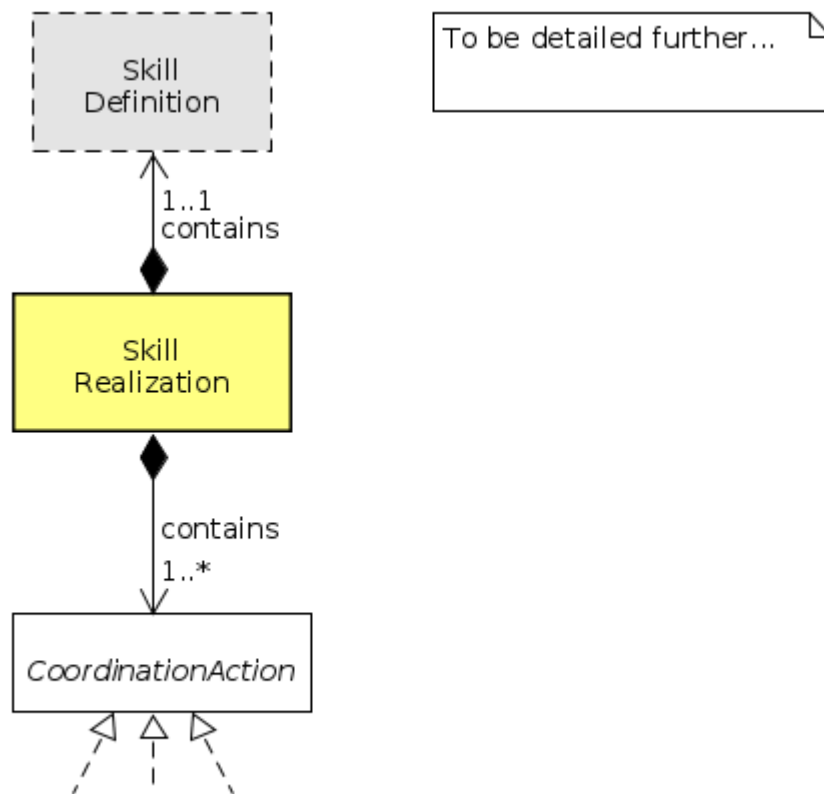 Skill
Definition
To be detailed further...
1..1
contains
Skill
Realization
contains
1..*
CoordinationAction